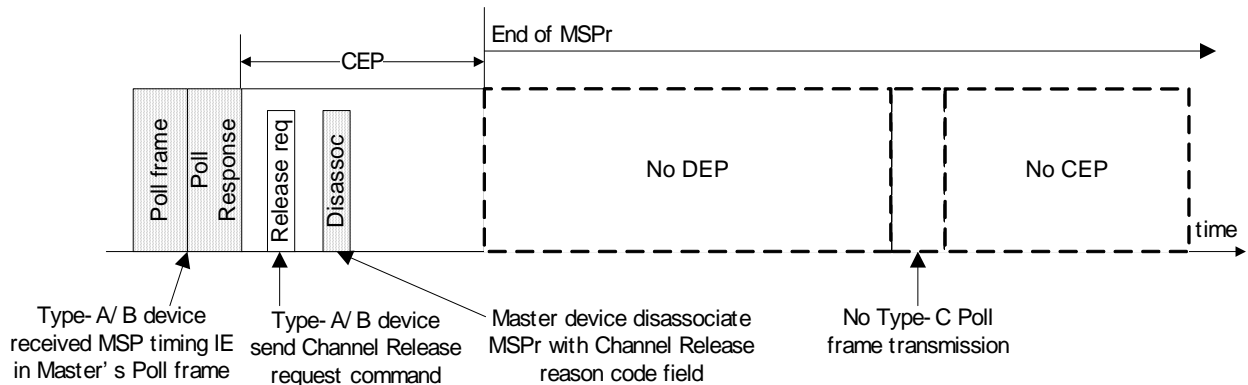 End of MSPr
CEP
Poll frame
Poll
Response
Release req
Disassoc
No DEP
No CEP
time
Type-A/B device
received MSP timing IE
in Master's Poll frame
Type-A/B device
send Channel Release
request command
Master device disassociate
MSPr with Channel Release
reason code field
No Type-C Poll
frame transmission